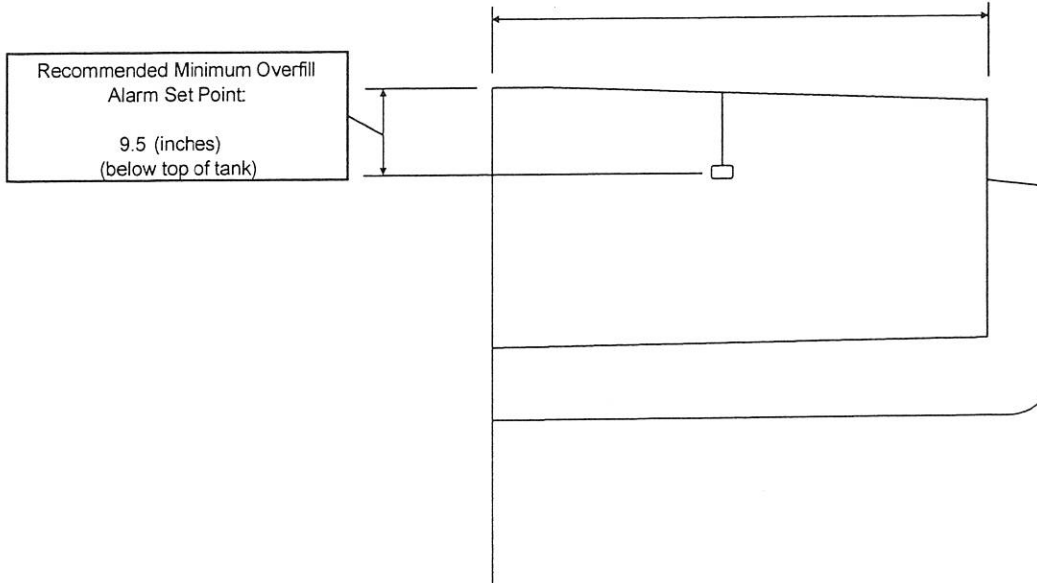 Recommended Minimum Overfill
Alarm Set Point:
9.5 (inches)
(below top of tank)